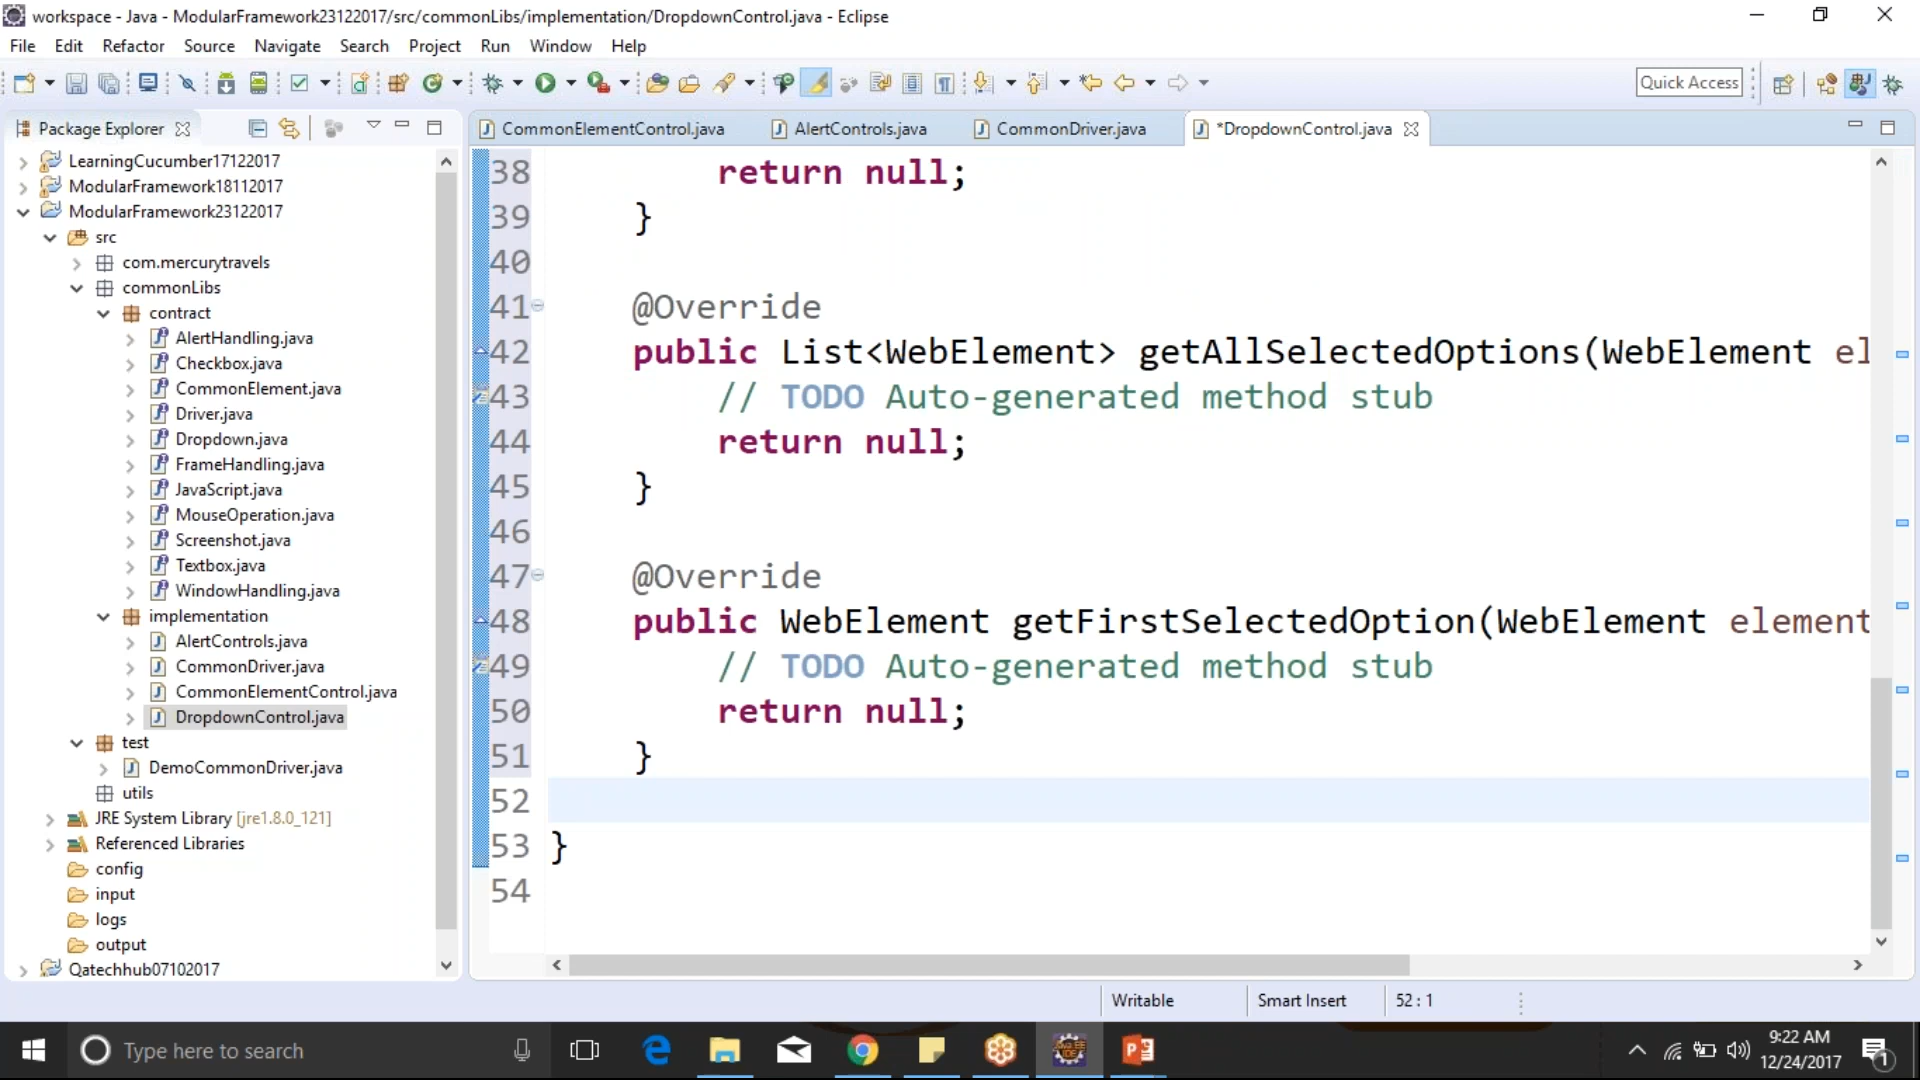 workspace - Java - ModularFramework23122017/src/commonLibs/implementation/DropdownControl.java - Eclipse
File Edit Refactor Source Navigate Search Project Run Window Help
Quick Access
Package Explorer
LearningCucumber17122017
ModularFramework18112017
ModularFramework23122017
src
com.mercurytravels
commonLibs
contract
AlertHandling.java
Checkbox.java
CommonElement.java
Driver.java
Dropdown.java
FrameHandling.java
JavaScript.java
MouseOperation.java
Screenshot.java
Textbox.java
WindowHandling.java
implementation
AlertControls.java
CommonDriver.java
CommonElementControl.java
DropdownControl.java
test
DemoCommonDriver.java
utils
JRE System Library [jre1.8.0_121]
Referenced Libraries
config
input
logs
output
Qatechhub07102017
CommonElementControl.java AlertControls.java CommonDriver.java *DropdownControl.java
38 return null;
39 }
40
41 @Override
42 public List<WebElement> getAllSelectedOptions(WebElement el
43 // TODO Auto-generated method stub
44 return null;
45 }
46
47 @Override
48 public WebElement getFirstSelectedOption(WebElement element
49 // TODO Auto-generated method stub
50 return null;
51 }
52
53 }
54
Writable Smart Insert 52 : 1
Type here to search
9:22 AM
12/24/2017
1